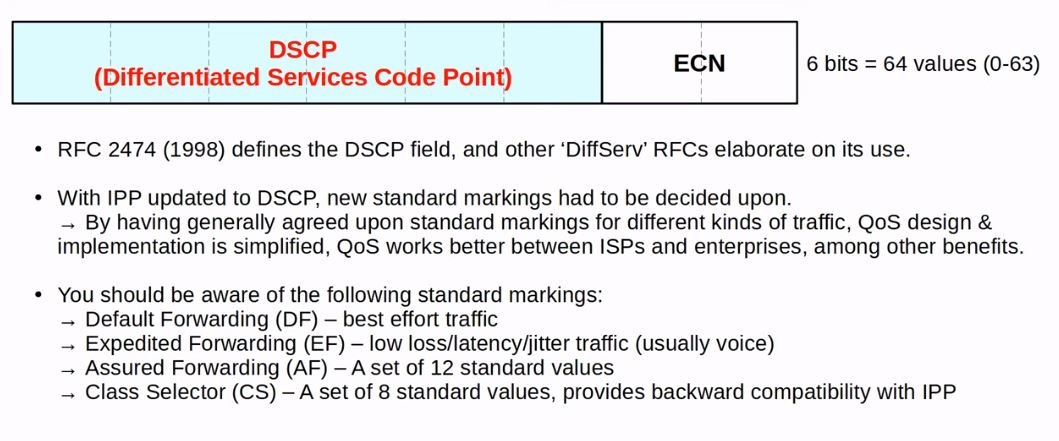 DSCP
(Differentiated Services Code Point)
ECN
6 bits = 64 values (0-63)
• RFC 2474 (1998) defines the DSCP field, and other ‘DiffServ’ RFCs elaborate on its use.
• With IPP updated to DSCP, new standard markings had to be decided upon.
→ By having generally agreed upon standard markings for different kinds of traffic, QoS design &
implementation is simplified, QoS works better between ISPs and enterprises, among other benefits.
• You should be aware of the following standard markings:
→ Default Forwarding (DF) – best effort traffic
→ Expedited Forwarding (EF) – low loss/latency/jitter traffic (usually voice)
→ Assured Forwarding (AF) – A set of 12 standard values
→ Class Selector (CS) – A set of 8 standard values, provides backward compatibility with IPP